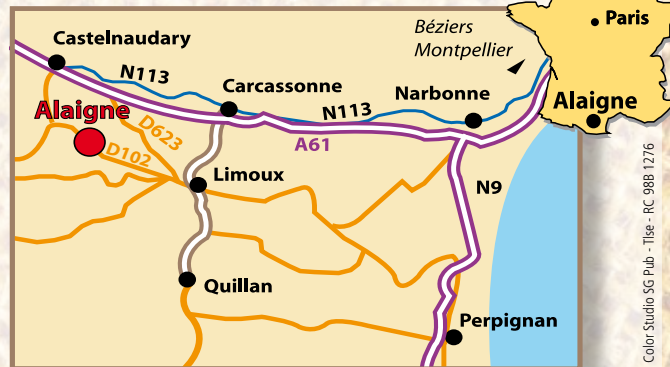 Paris
Béziers
Montpellier
Castelnaudary
N113
Carcassonne
Narbonne
Alaigne
Alaigne
N113
D623
A61
D102
Limoux
N9
Quillan
Perpignan
Color Studio SG Pub - Tlse - RC 98B 1276